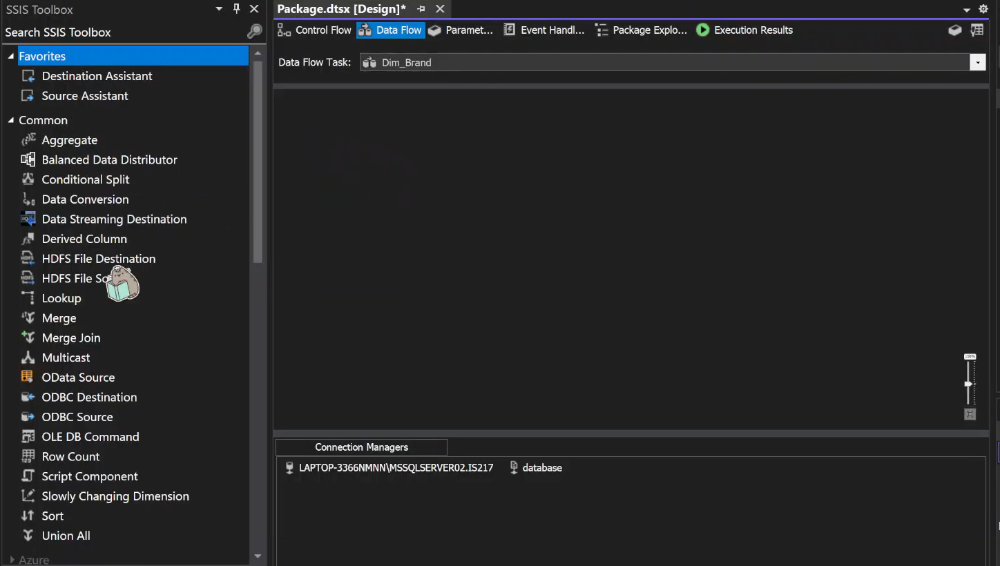 SSIS Toolbox
Search SSIS Toolbox
Favorites
Destination Assistant
Source Assistant
Common
Aggregate
Balanced Data Distributor
Conditional Split
Data Conversion
Data Streaming Destination
Derived Column
HDFS File Destination
HDFS File So
Lookup
Merge
Merge Join
Multicast
OData Source
ODBC Destination
ODBC Source
OLE DB Command
Row Count
Script Component
Slowly Changing Dimension
Sort
Union All
Azure
Package.dtsx [Design]*
Control Flow Data Flow Paramet... Event Handl... Package Explo... Execution Results
Data Flow Task: Dim_Brand
100%
Connection Managers
LAPTOP-3366NMNN\MSSQLSERVER02.IS217 database